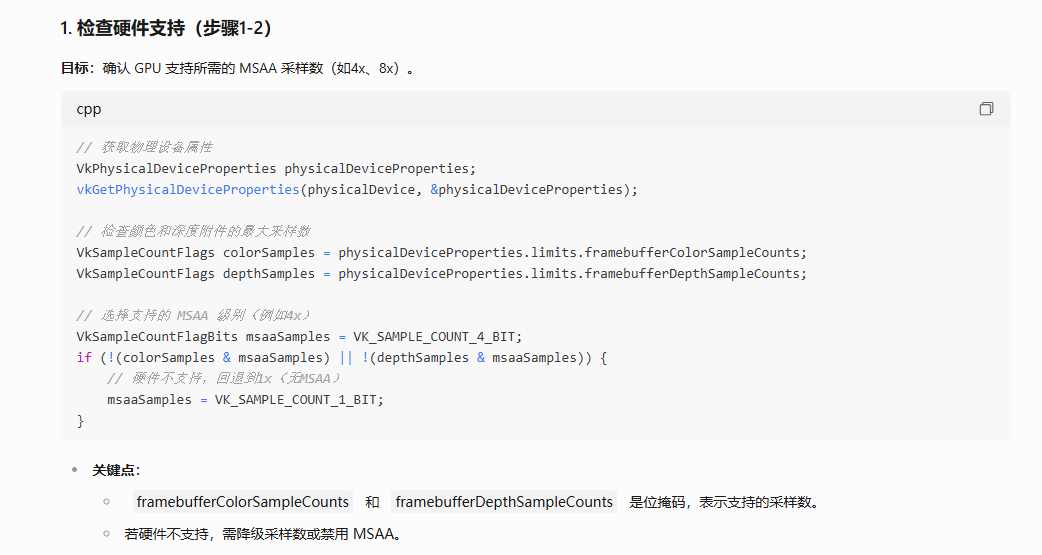 1. 检查硬件支持（步骤1-2）
目标：确认 GPU 支持所需的 MSAA 采样数（如4x、8x）。
cpp
// 获取物理设备属性
VkPhysicalDeviceProperties physicalDeviceProperties;
vkGetPhysicalDeviceProperties(physicalDevice, &physicalDeviceProperties);
// 检查颜色和深度附件的最大采样数
VkSampleCountFlags colorSamples = physicalDeviceProperties.limits.framebufferColorSampleCounts;
VkSampleCountFlags depthSamples = physicalDeviceProperties.limits.framebufferDepthSampleCounts;
// 选择支持的 MSAA 级别（例如4x）
VkSampleCountFlagBits msaaSamples = VK_SAMPLE_COUNT_4_BIT;
if (!(colorSamples & msaaSamples) || !(depthSamples & msaaSamples)) {
    // 硬件不支持，回退到1x（无MSAA）
    msaaSamples = VK_SAMPLE_COUNT_1_BIT;
}
关键点：
framebufferColorSampleCounts 和 framebufferDepthSampleCounts 是位掩码，表示支持的采样数。
若硬件不支持，需降级采样数或禁用 MSAA。